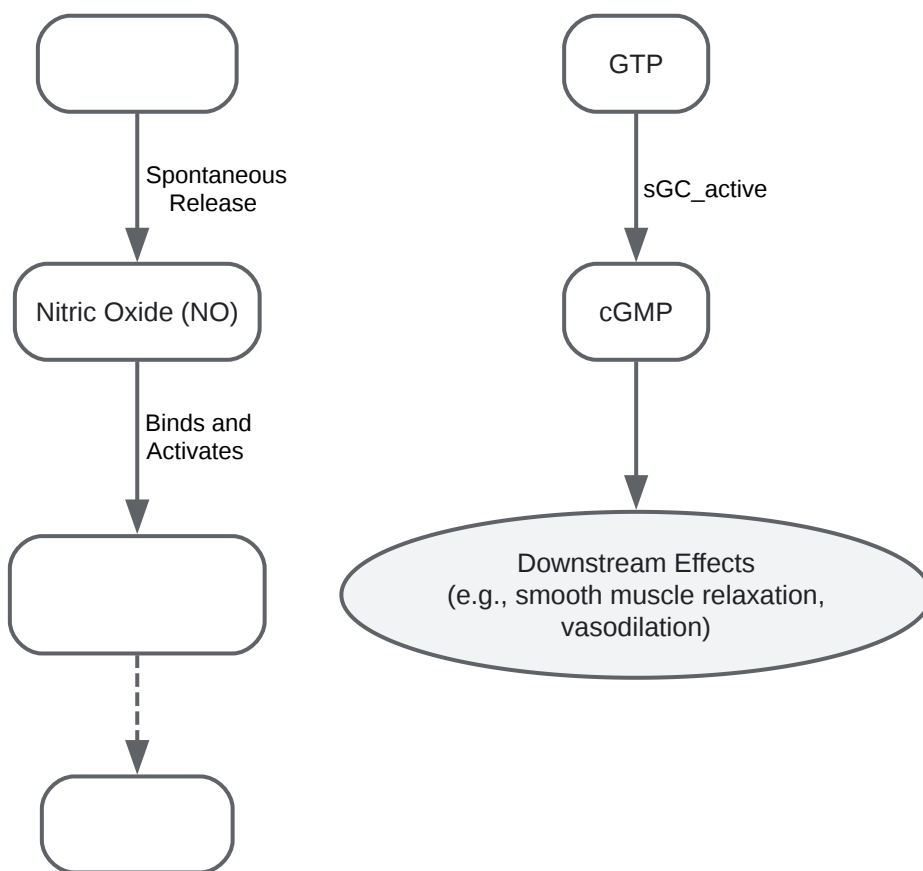 GTP
Spontaneous
Release
sGC_active
Nitric Oxide (NO)
cGMP
Binds and
Activates
Downstream Effects
(e.g., smooth muscle relaxation,
vasodilation)